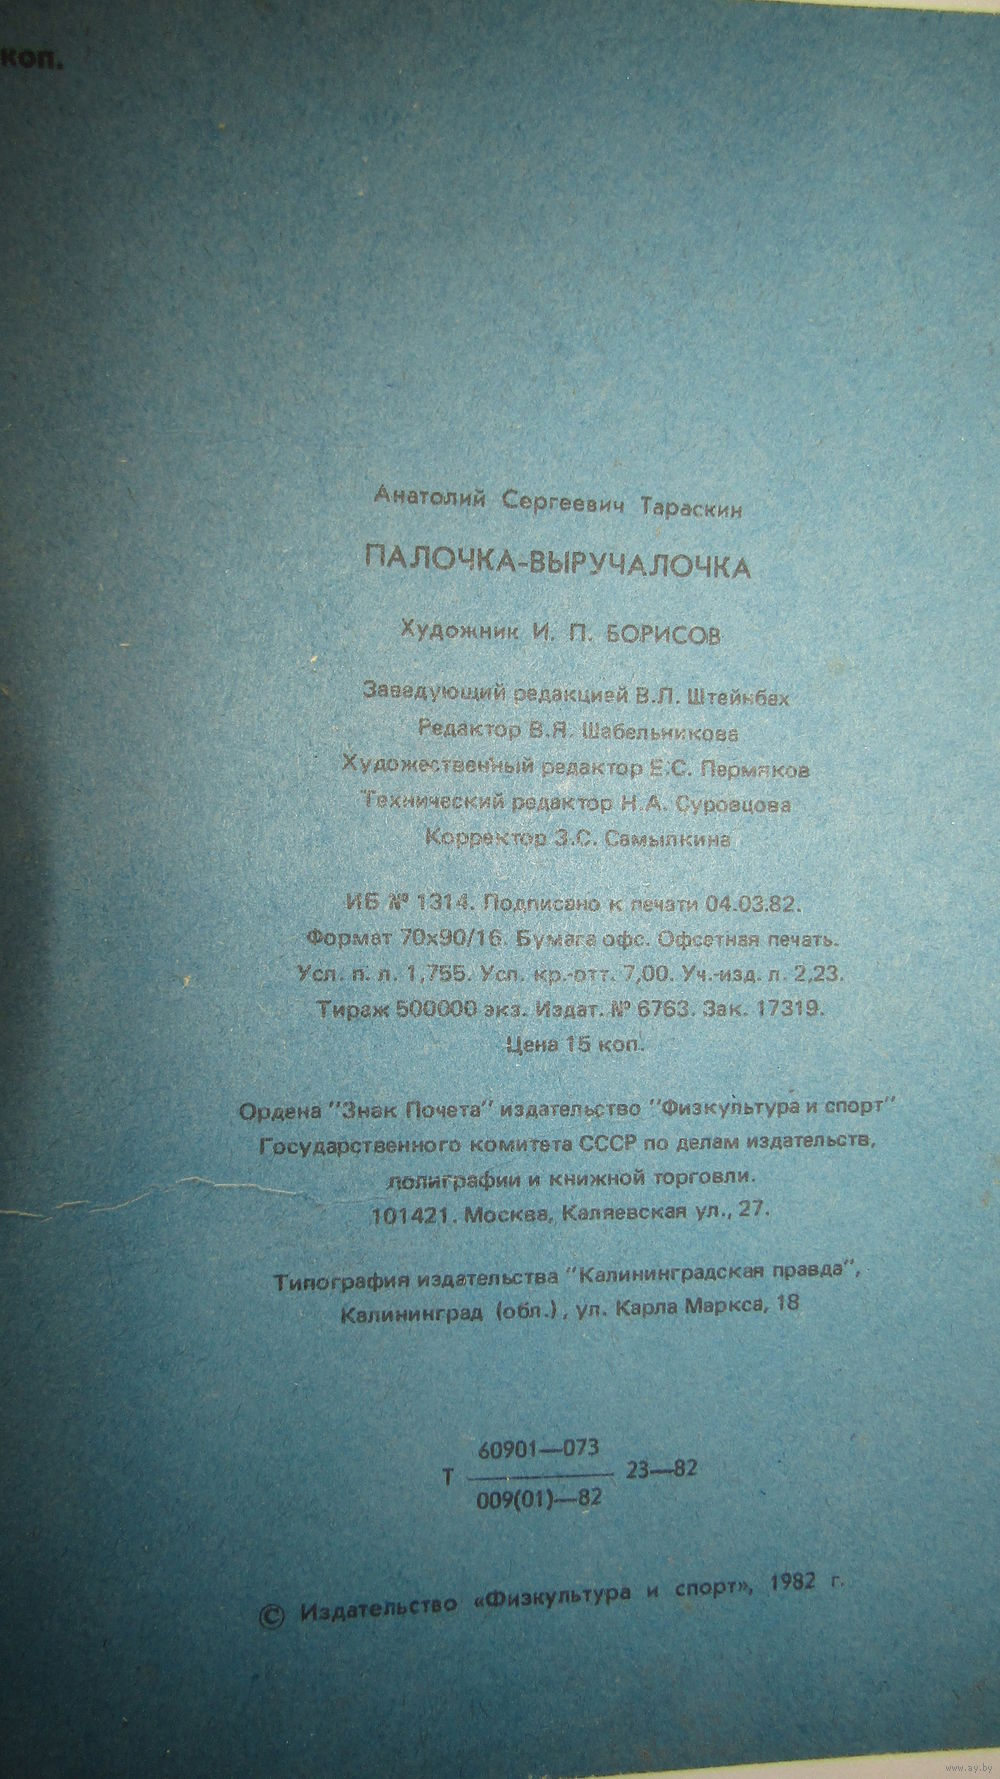 коп.
Анатолий Сергеевич Тараскин
ПАЛОЧКА-ВЫРУЧАЛОЧКА
Художник И. П. БОРИСОВ
Заведующий редакцией В.Л. Штейнбах
Редактор В.Я. Шабельникова
Художественный редактор Е.С. Пермяков
Технический редактор Н.А. Суровцова
Корректор З.С. Самылкина
ИБ № 1314. Подписано к печати 04.03.82.
Формат 70х90/16. Бумага офс. Офсетная печать.
Усл. п. л. 1,755. Усл. кр.-отт. 7,00. Уч.-изд. л. 2,23.
Тираж 500000 экз. Издат. № 6763. Зак. 17319.
Цена 15 коп.
Ордена "Знак Почета" издательство "Физкультура и спорт"
Государственного комитета СССР по делам издательств,
полиграфии и книжной торговли.
101421. Москва, Каляевская ул., 27.
Типография издательства "Калининградская правда",
Калининград (обл.), ул. Карла Маркса, 18
60901—073
Т 23—82
009(01)—82
© Издательство «Физкультура и спорт», 1982 г.
www.ay.by